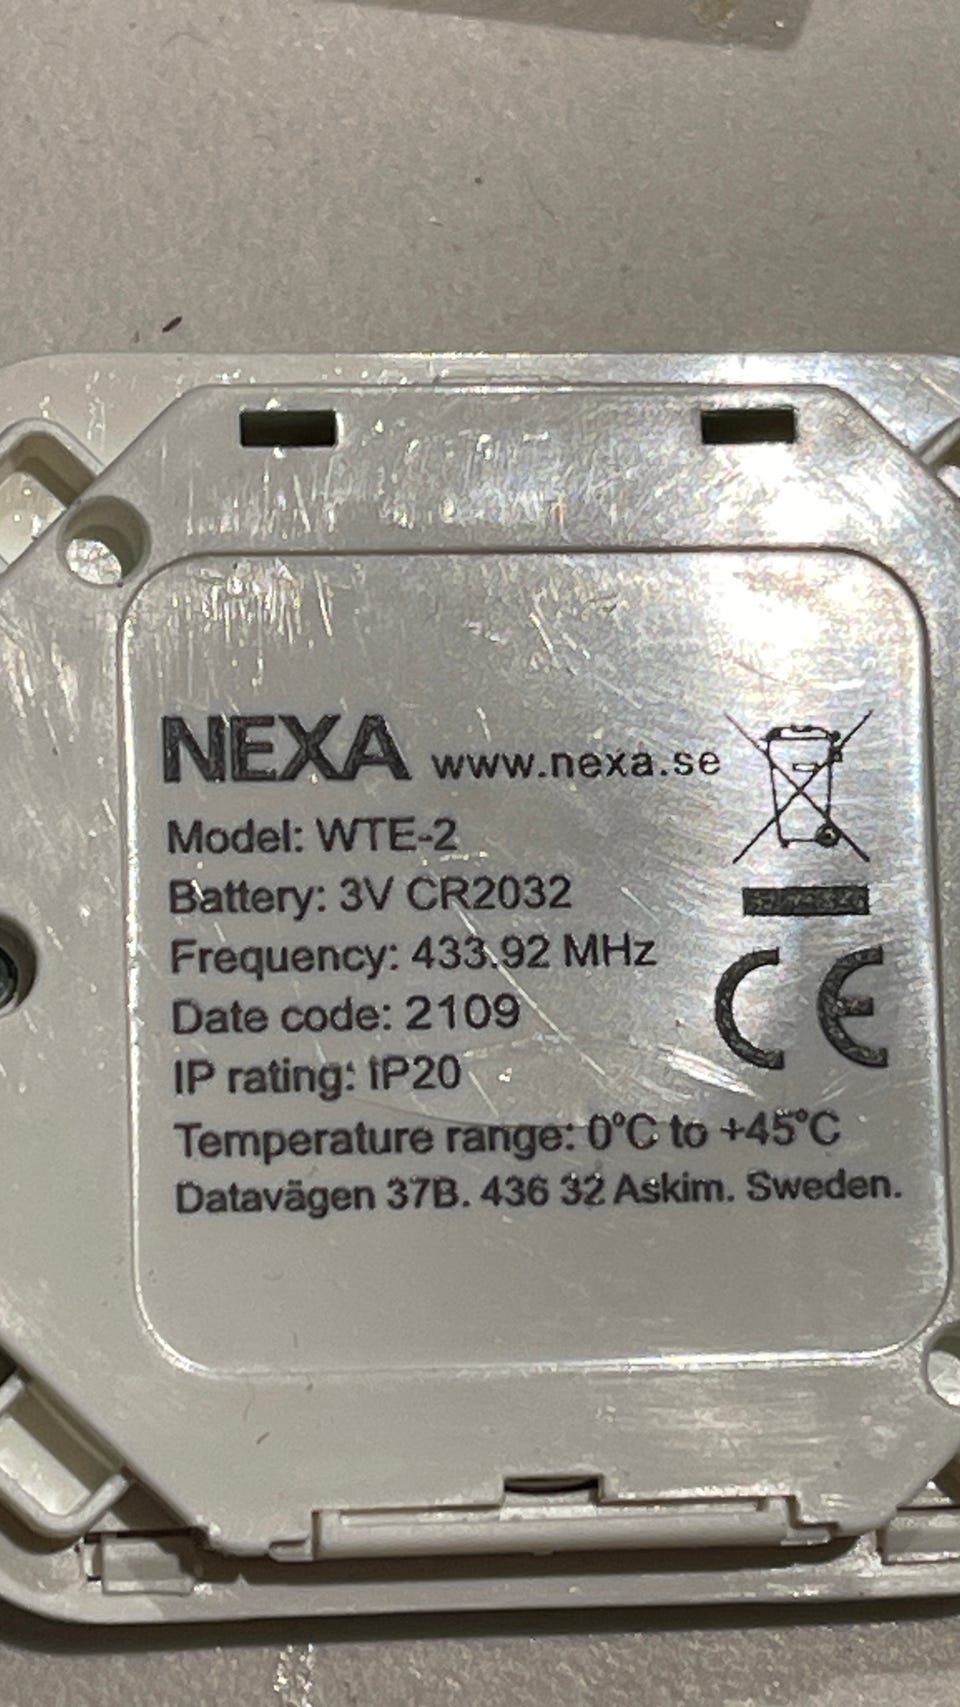 NEXA www.nexa.se
Model: WTE-2
Battery: 3V CR2032
Frequency: 433.92 MHz
Date code: 2109
IP rating: IP20
Temperature range: 0°C to +45°C
Datavägen 37B. 436 32 Askim. Sweden.
CE